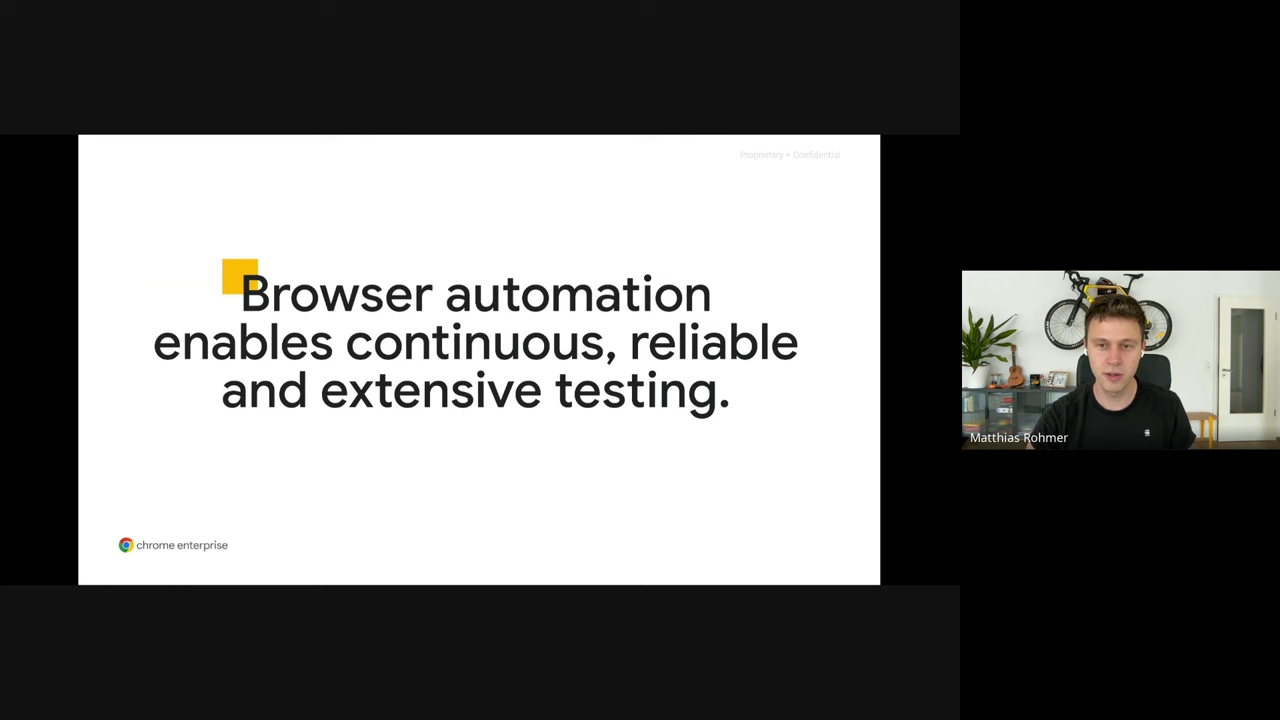 Proprietary + Confidential
Browser automation
enables continuous, reliable
and extensive testing.
chrome enterprise
Matthias Rohmer